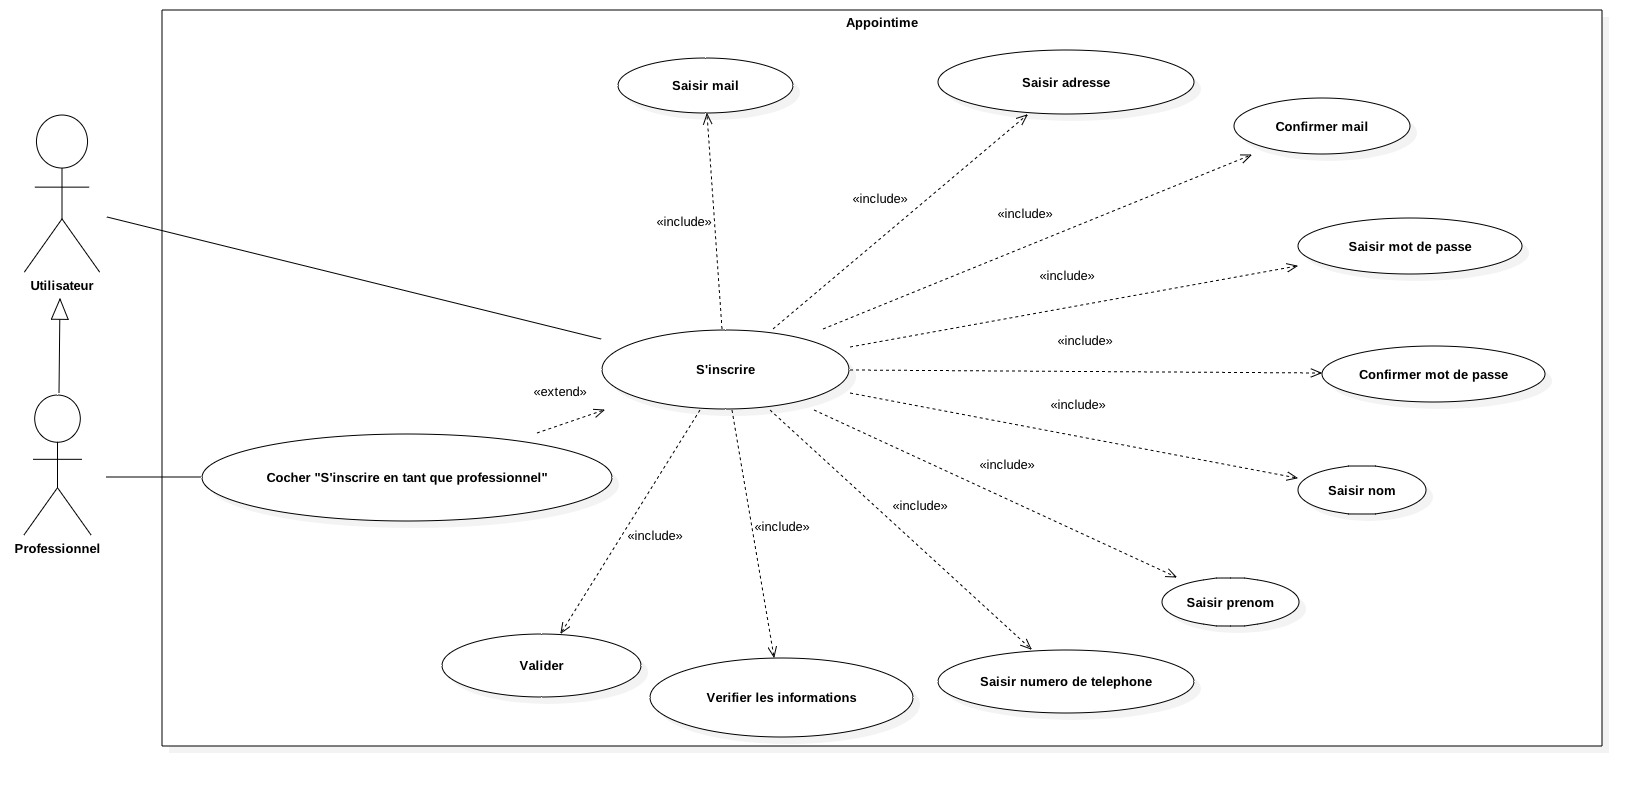 Appointime
Saisir mail
Saisir adresse
Confirmer mail
«include»
«include»
«include»
Saisir mot de passe
«include»
Utilisateur
«include»
Confirmer mot de passe
S'inscrire
«extend»
«include»
Cocher "S'inscrire en tant que professionnel"
«include»
Saisir nom
«include»
«include»
«include»
Professionnel
Saisir prenom
Valider
Verifier les informations
Saisir numero de telephone